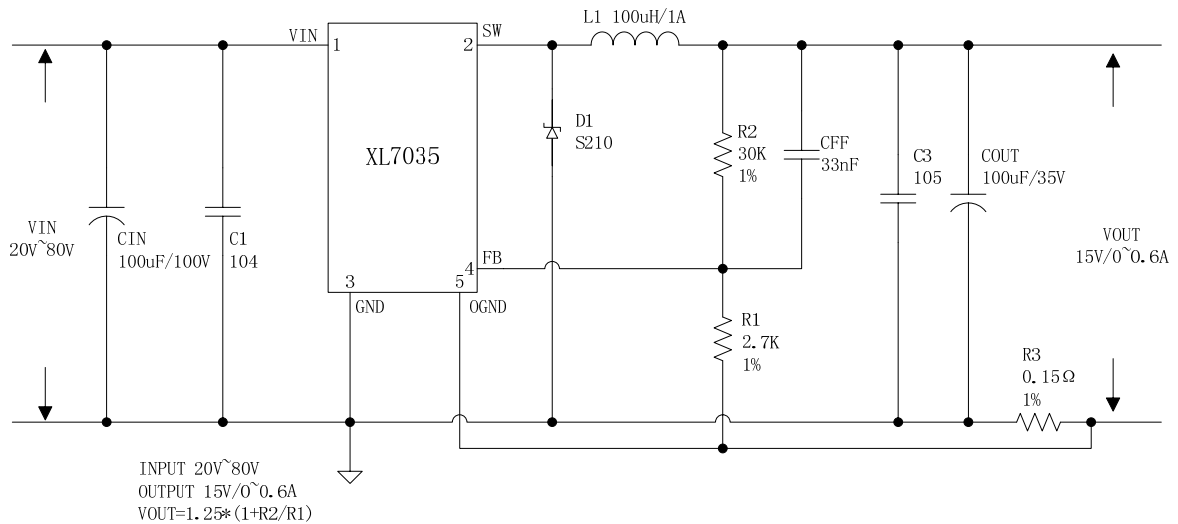 L1 100uH/1A
VIN
1
2
SW
XL7035
D1
S210
R2
30K
1%
CFF
33nF
C3
105
COUT
100uF/35V
VIN
20V~80V
CIN
100uF/100V
C1
104
4
FB
3
GND
5
OGND
R1
2.7K
1%
VOUT
15V/0~0.6A
R3
0.15Ω
1%
INPUT 20V~80V
OUTPUT 15V/0~0.6A
VOUT=1.25*(1+R2/R1)